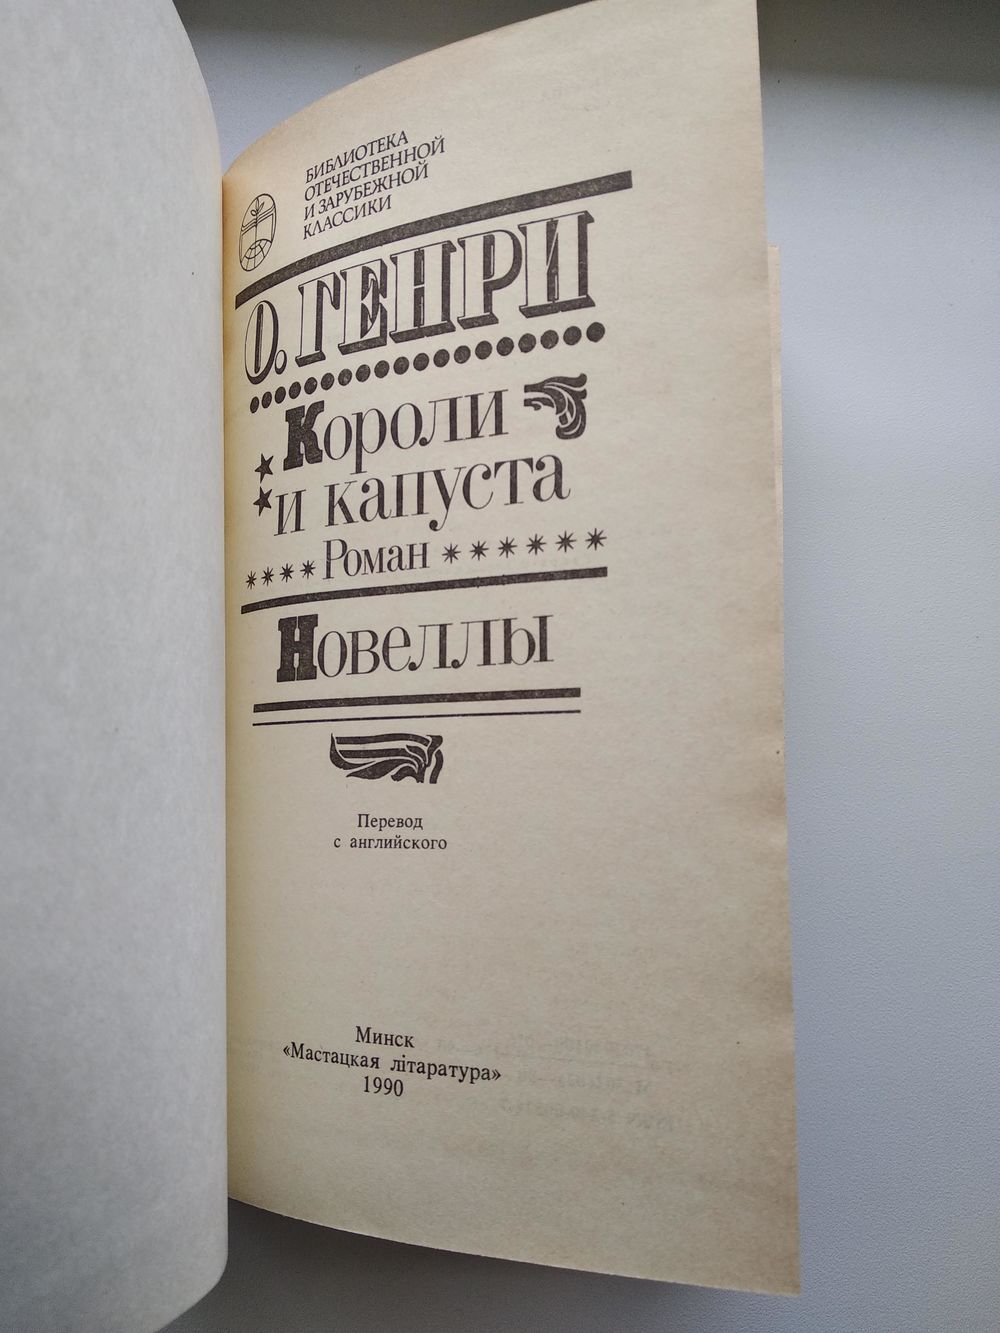 БИБЛИОТЕКА
ОТЕЧЕСТВЕННОЙ
И ЗАРУБЕЖНОЙ
КЛАССИКИ
О. ГЕНРИ
Короли
и капуста
Роман
Новеллы
Перевод
с английского
Минск
«Мастацкая літаратура»
1990